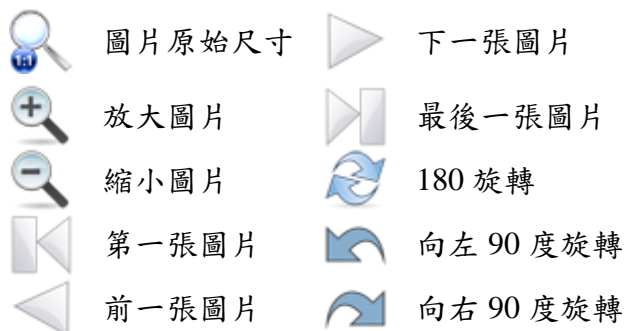 1:1
圖片原始尺寸
放大圖片
縮小圖片
第一張圖片
前一張圖片
下一張圖片
最後一張圖片
180 旋轉
向左 90 度旋轉
向右 90 度旋轉